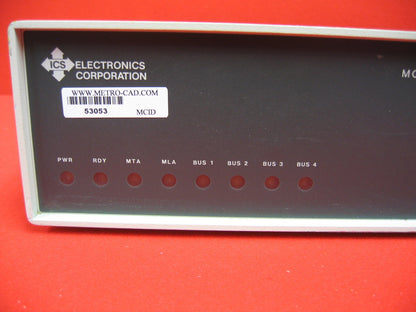 ICS ELECTRONICS
CORPORATION
MO
WWW.METRO-CAD.COM
53053 MCID
PWR RDY MTA MLA BUS 1 BUS 2 BUS 3 BUS 4